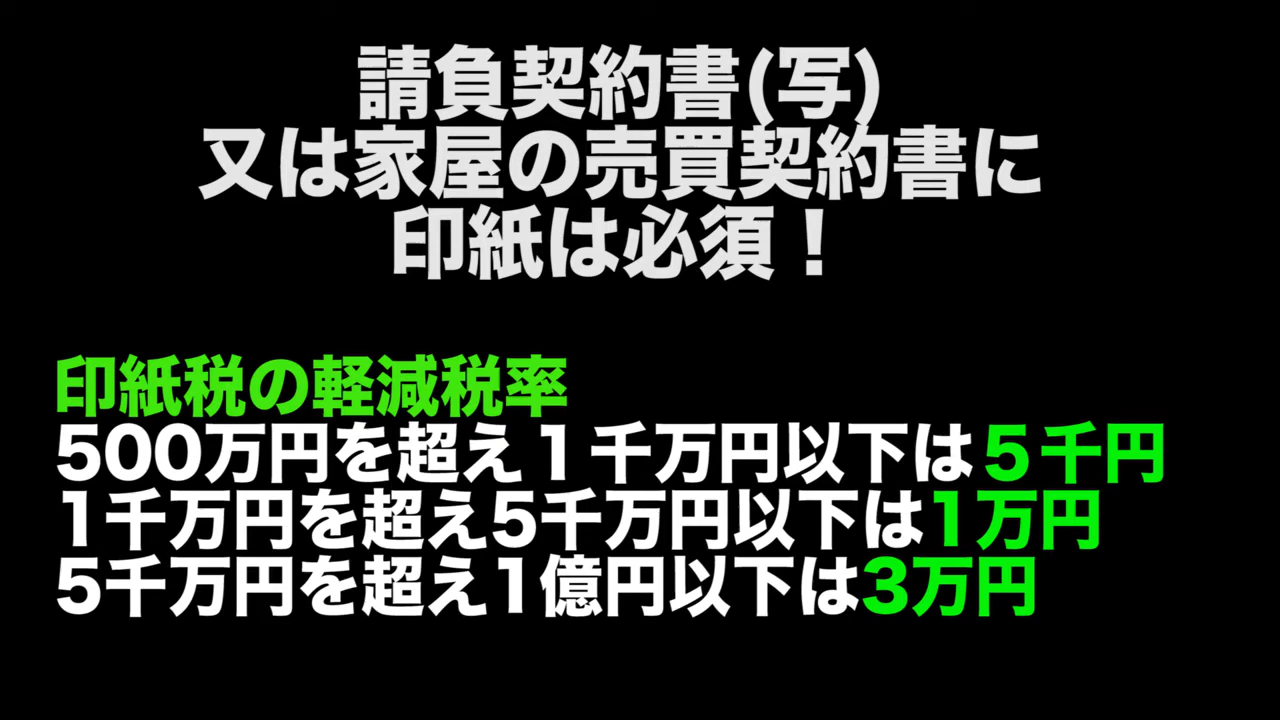 請負契約書(写)
又は家屋の売買契約書に
印紙は必須！
印紙税の軽減税率
500万円を超え１千万円以下は５千円
1千万円を超え5千万円以下は1万円
5千万円を超え1億円以下は3万円